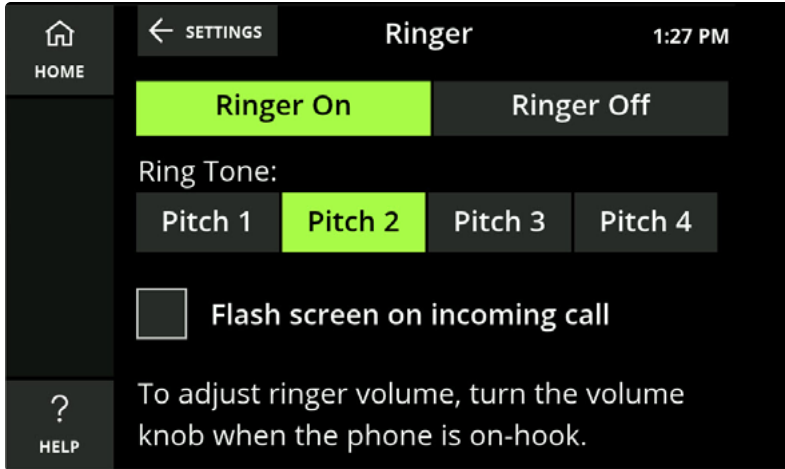 HOME
← SETTINGS
Ringer
1:27 PM
Ringer On
Ringer Off
Ring Tone:
Pitch 1
Pitch 2
Pitch 3
Pitch 4
Flash screen on incoming call
To adjust ringer volume, turn the volume
knob when the phone is on-hook.
?
HELP